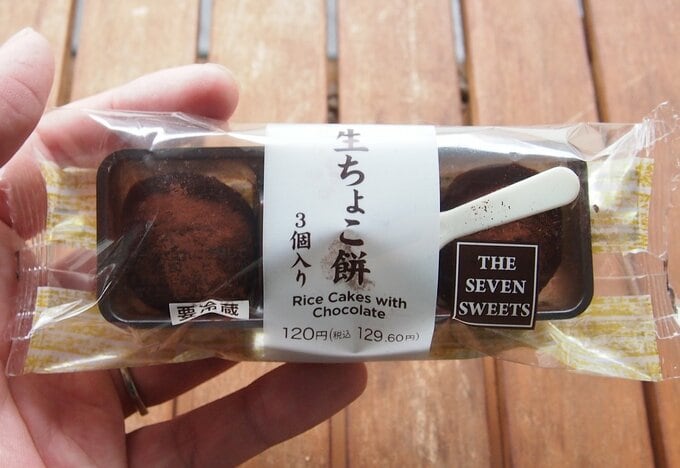 生ちょこ餅
3個入り
Rice Cakes with
Chocolate
120円(税込 129.60円)
要冷蔵
THE
SEVEN
SWEETS